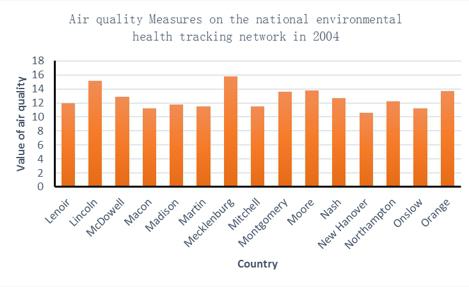 Air quality Measures on the national environmental
health tracking network in 2004
Value of air quality
18
16
14
12
10
8
6
4
2
0
Lenoir
Lincoln
McDowell
Macon
Madison
Martin
Mecklenburg
Mitchell
Montgomery
Moore
Nash
New Hanover
Northampton
Onslow
Orange
Country